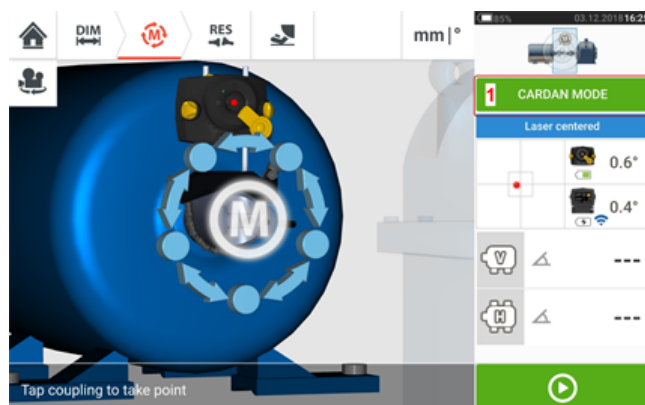 DIM
M
RES
mm|°
85%
03.12.2018 16:25
1 CARDAN MODE
Laser centered
0.6°
0.4°
M
V
---
H
---
Tap coupling to take point